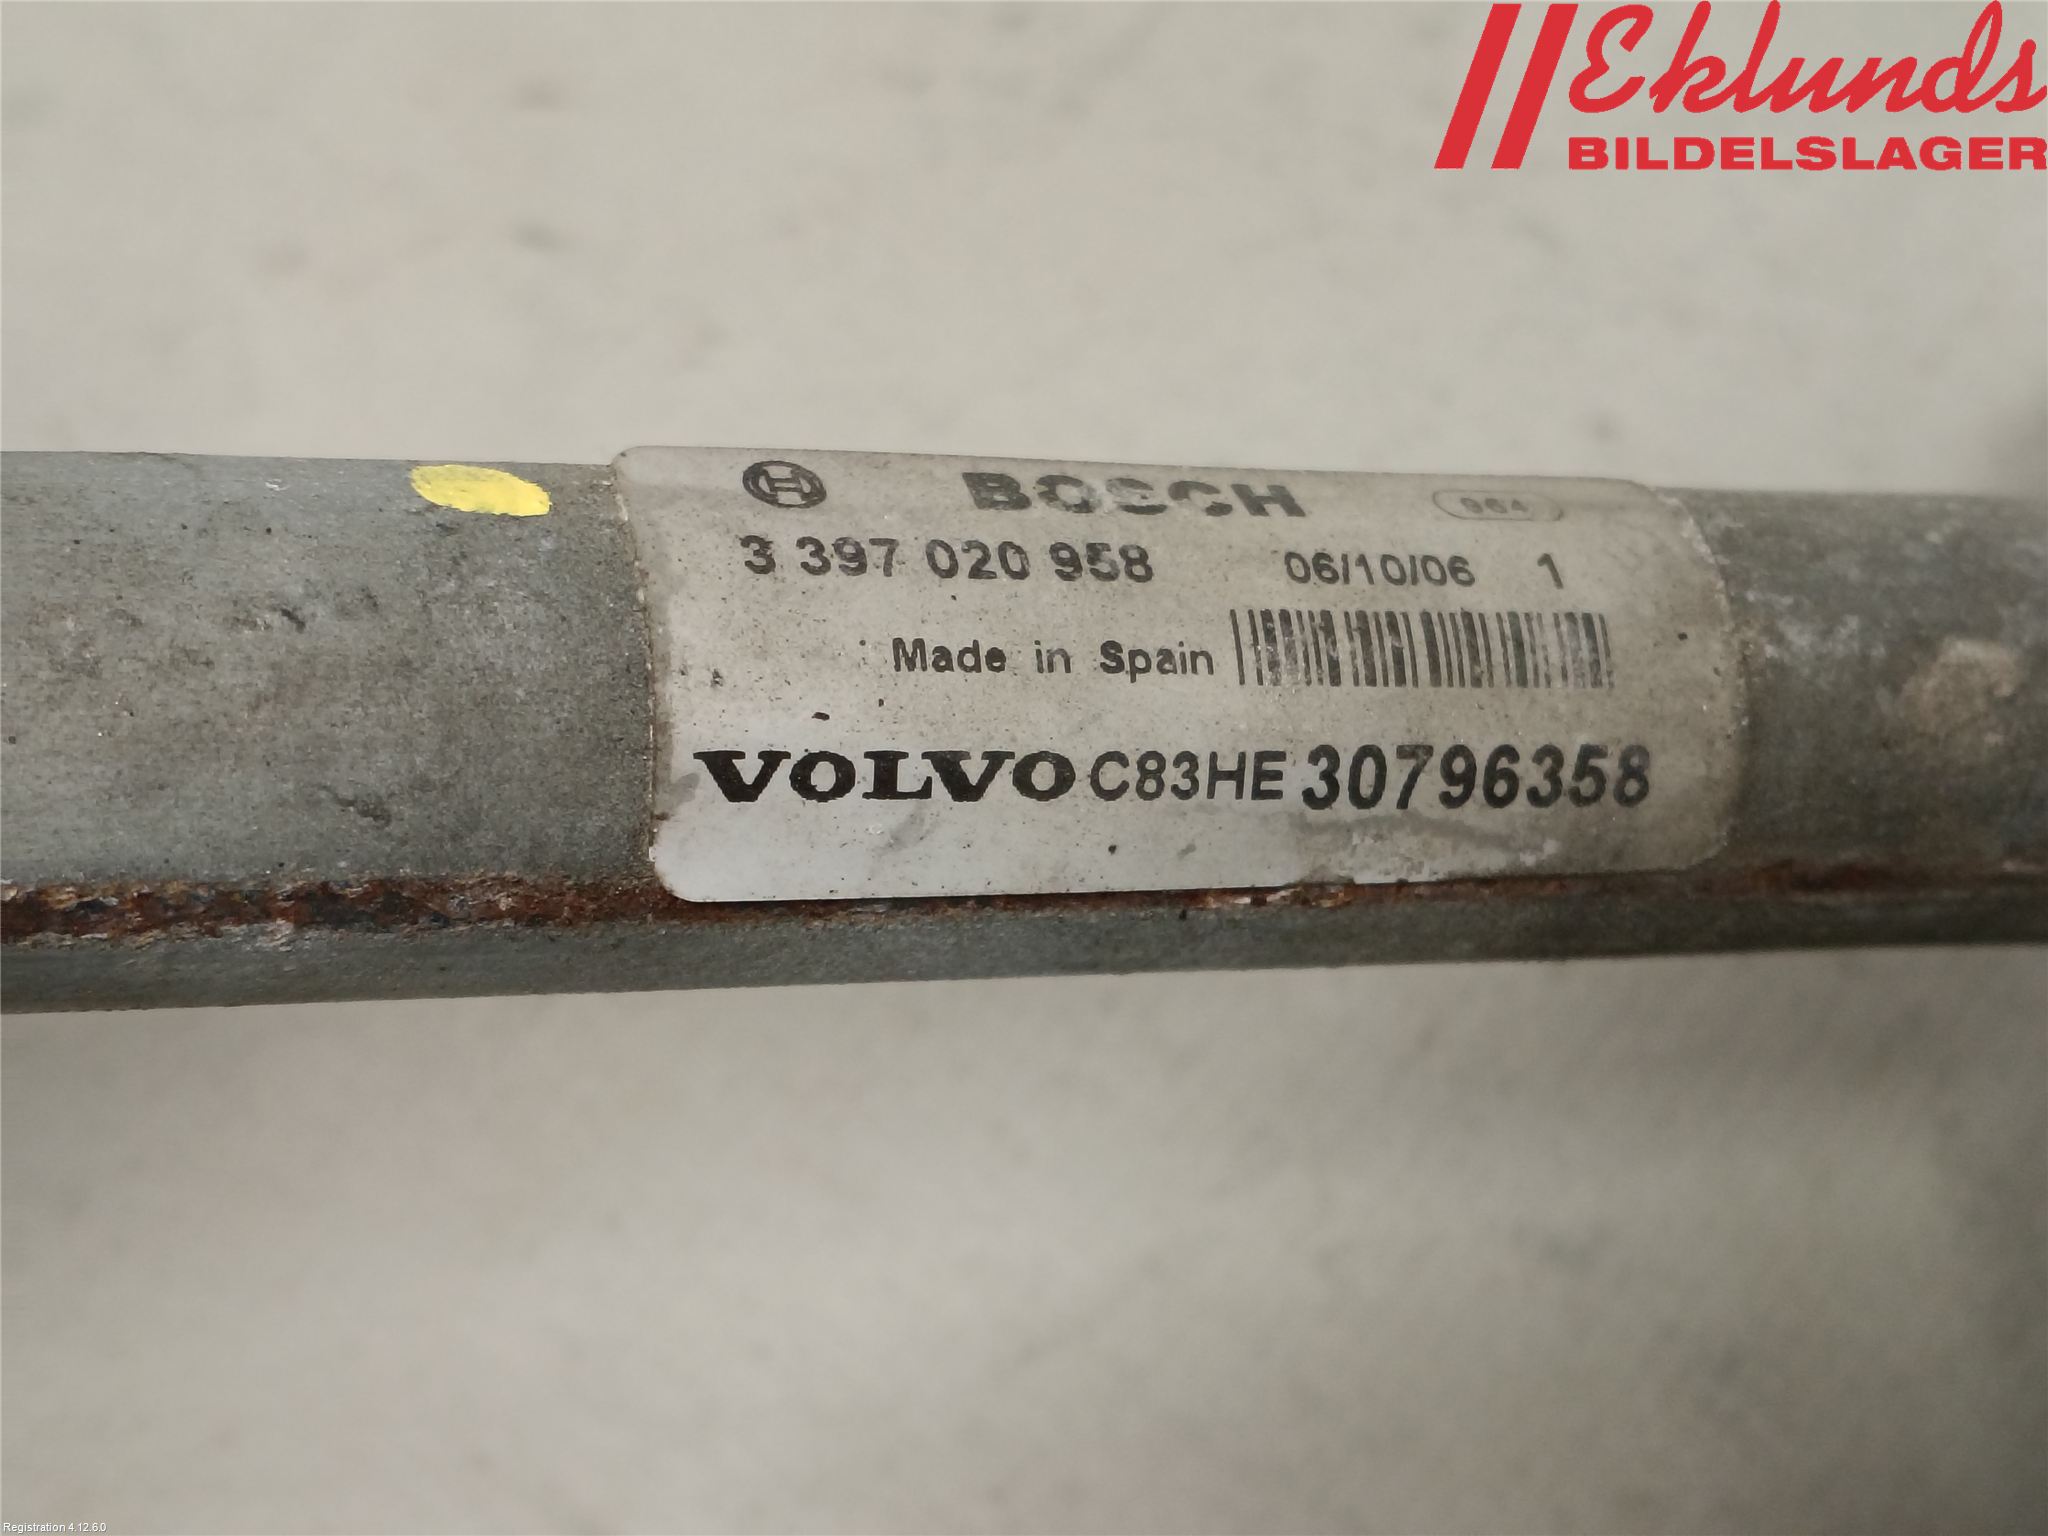 Eklunds
BILDELSLAGER
BOSCH 964
3 397 020 958 06/10/06 1
Made in Spain
VOLVO C83HE 30796358
Registration 4.12.6.0